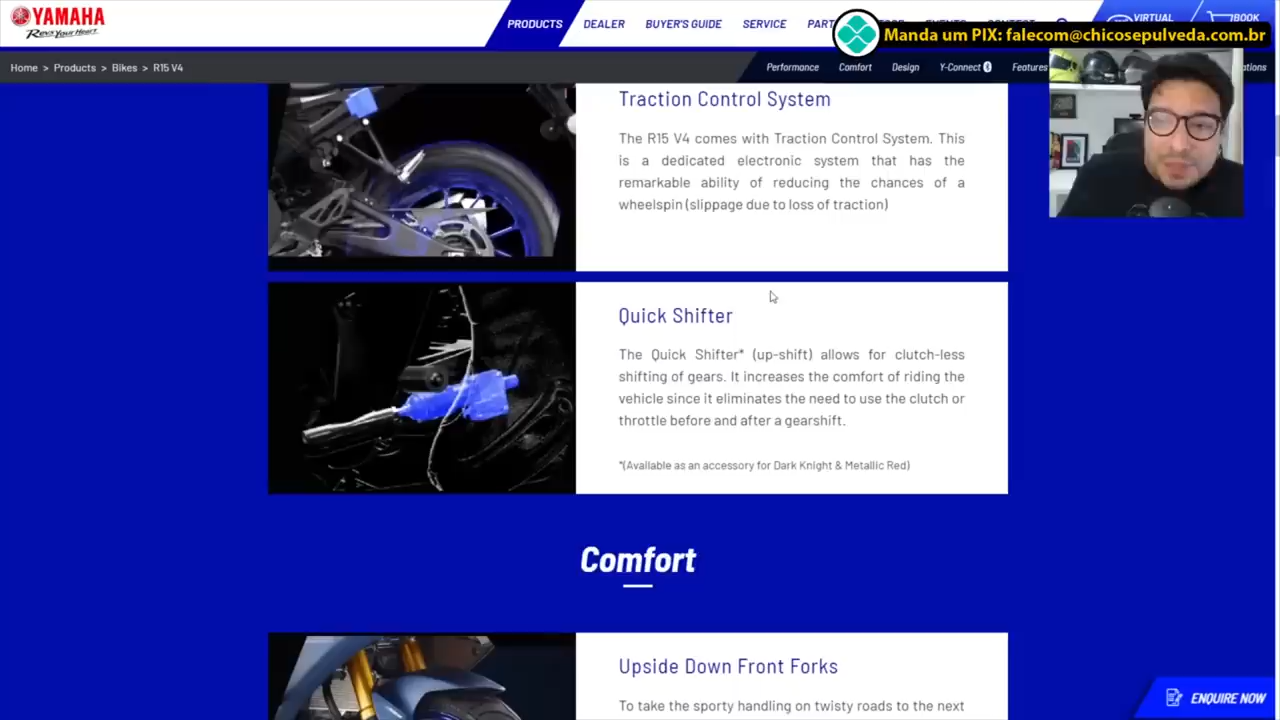 YAMAHA
Revs Your Heart
PRODUCTS DEALER BUYER'S GUIDE SERVICE
VIRTUAL
BOOK
Manda um PIX: falecom@chicosepulveda.com.br
Home > Products > Bikes > R15 V4
Performance Comfort Design Y-Connect Features
Traction Control System
The R15 V4 comes with Traction Control System. This
is a dedicated electronic system that has the
remarkable ability of reducing the chances of a
wheelspin (slippage due to loss of traction)
Quick Shifter
The Quick Shifter* (up-shift) allows for clutch-less
shifting of gears. It increases the comfort of riding the
vehicle since it eliminates the need to use the clutch or
throttle before and after a gearshift.
*(Available as an accessory for Dark Knight & Metallic Red)
Comfort
Upside Down Front Forks
To take the sporty handling on twisty roads to the next
ENQUIRE NOW